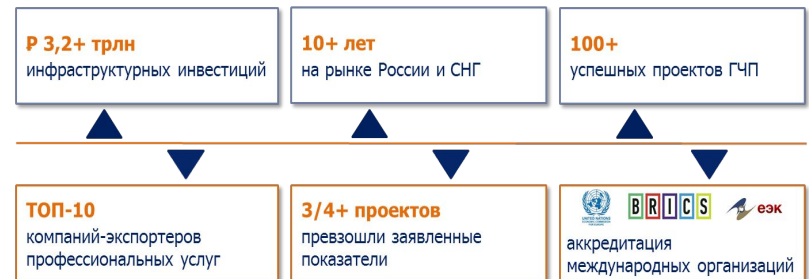 ₽ 3,2+ трлн
инфраструктурных инвестиций
10+ лет
на рынке России и СНГ
100+
успешных проектов ГЧП
ТОП-10
компаний-экспортеров
профессиональных услуг
3/4+ проектов
превзошли заявленные
показатели
BRICS
еэк
аккредитация
международных организаций